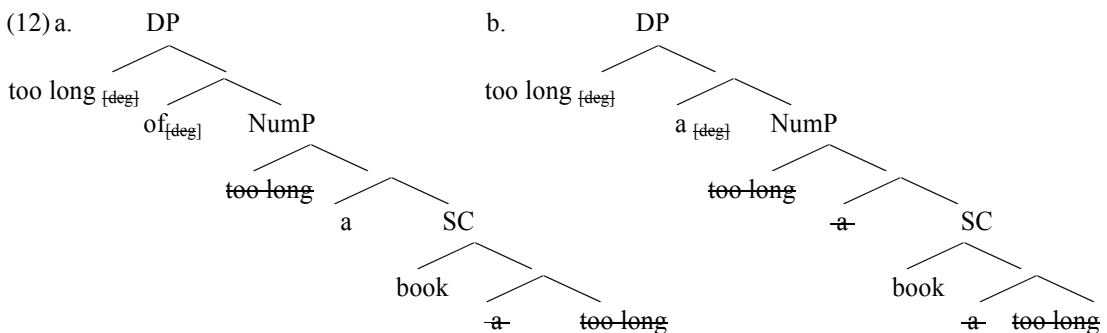 (12) a. DP b. DP
too long [deg] too long [deg]
of[deg] NumP a [deg] NumP
too long too long
a SC a SC
book book
a too long a too long